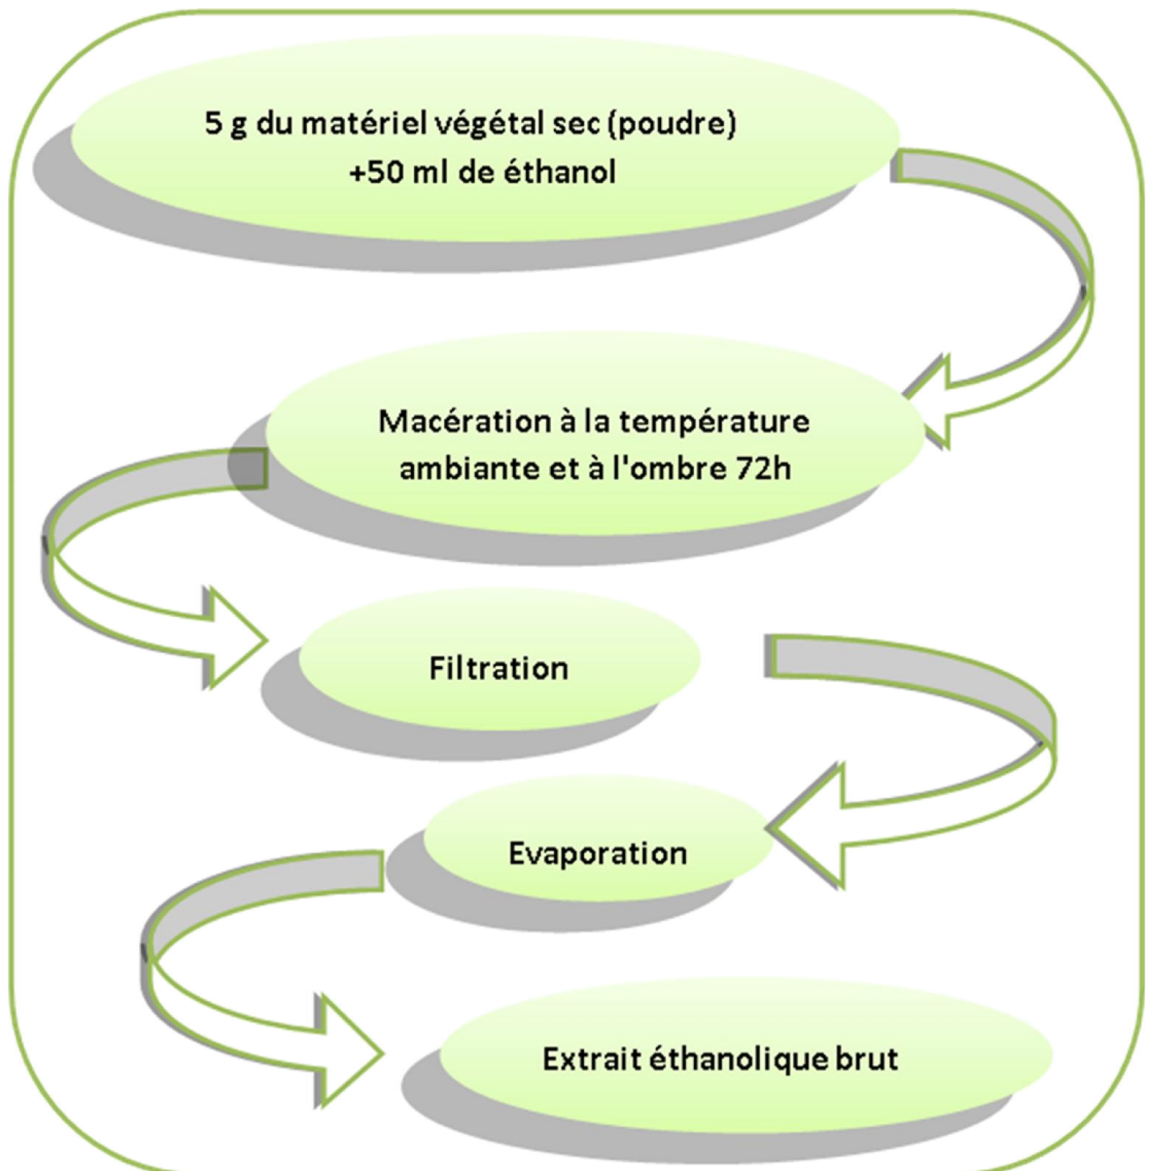 5 g du matériel végétal sec (poudre)
+50 ml de éthanol
Macération à la température
ambiante et à l'ombre 72h
Filtration
Evaporation
Extrait éthanolique brut